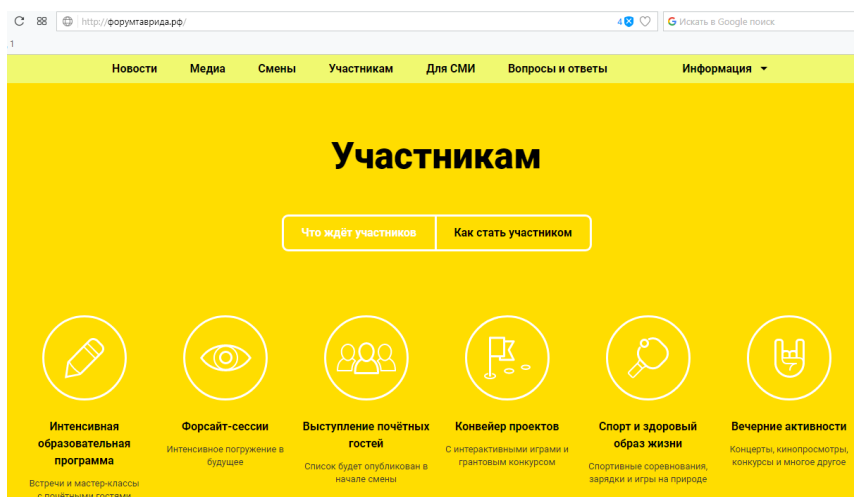 http://форумтаврида.рф/
4
Искать в Google поиск
1
Новости Медиа Смены Участникам Для СМИ Вопросы и ответы Информация
Участникам
Что ждёт участников Как стать участником
Интенсивная
образовательная
программа
Встречи и мастер-классы
с почётными гостями
Форсайт-сессии
Интенсивное погружение в
будущее
Выступление почётных
гостей
Список будет опубликован в
начале смены
Конвейер проектов
С интерактивными играми и
грантовым конкурсом
Спорт и здоровый
образ жизни
Спортивные соревнования,
зарядки и игры на природе
Вечерние активности
Концерты, кинопросмотры,
конкурсы и многое другое